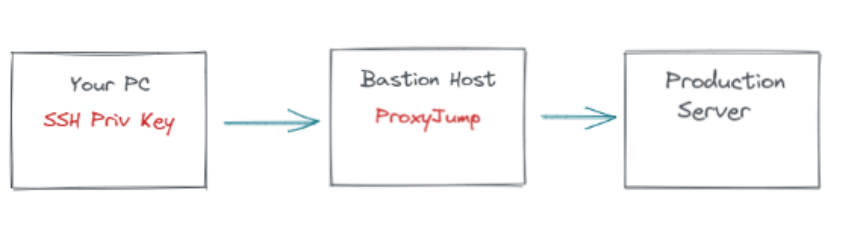 Your PC
SSH Priv Key
Bastion Host
ProxyJump
Production
Server